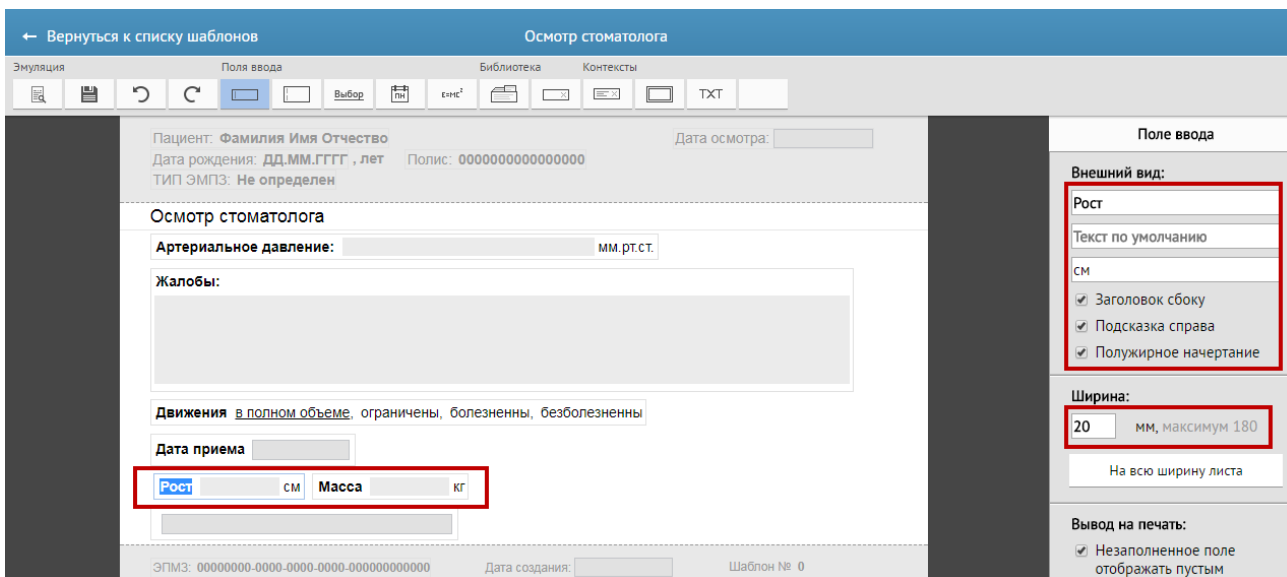 ← Вернуться к списку шаблонов Осмотр стоматолога
Эмуляция Поля ввода Библиотека Контексты
Выбор ПН E=MC² TXT
Пациент: Фамилия Имя Отчество Дата осмотра:
Дата рождения: ДД.ММ.ГГГГ , лет Полис: 0000000000000000
ТИП ЭМПЗ: Не определен
Осмотр стоматолога
Артериальное давление: мм.рт.ст.
Жалобы:
Движения в полном объеме, ограничены, болезненны, безболезненны
Дата приема
Рост см Масса кг
ЭПМЗ: 00000000-0000-0000-0000-000000000000 Дата создания: Шаблон № 0
Поле ввода
Внешний вид:
Рост
Текст по умолчанию
см
Заголовок сбоку
Подсказка справа
Полужирное начертание
Ширина:
20 мм, максимум 180
На всю ширину листа
Вывод на печать:
Незаполненное поле
отображать пустым